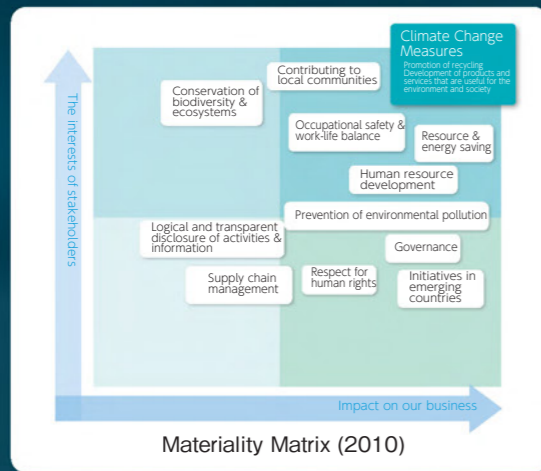 Climate Change
Measures
Promotion of recycling
Development of products and
services that are useful for the
environment and society
Contributing to
local communities
Conservation of
biodiversity &
ecosystems
Occupational safety &
work-life balance
Resource &
energy saving
Human resource
development
Prevention of environmental pollution
Logical and transparent
disclosure of activities &
information
Governance
Supply chain
management
Respect for
human rights
Initiatives in
emerging
countries
The interests of stakeholders
Impact on our business
Materiality Matrix (2010)